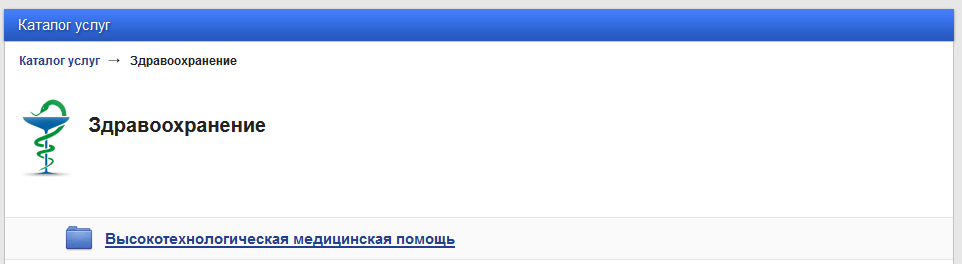 Каталог услуг
Каталог услуг → Здравоохранение
Здравоохранение
Высокотехнологическая медицинская помощь